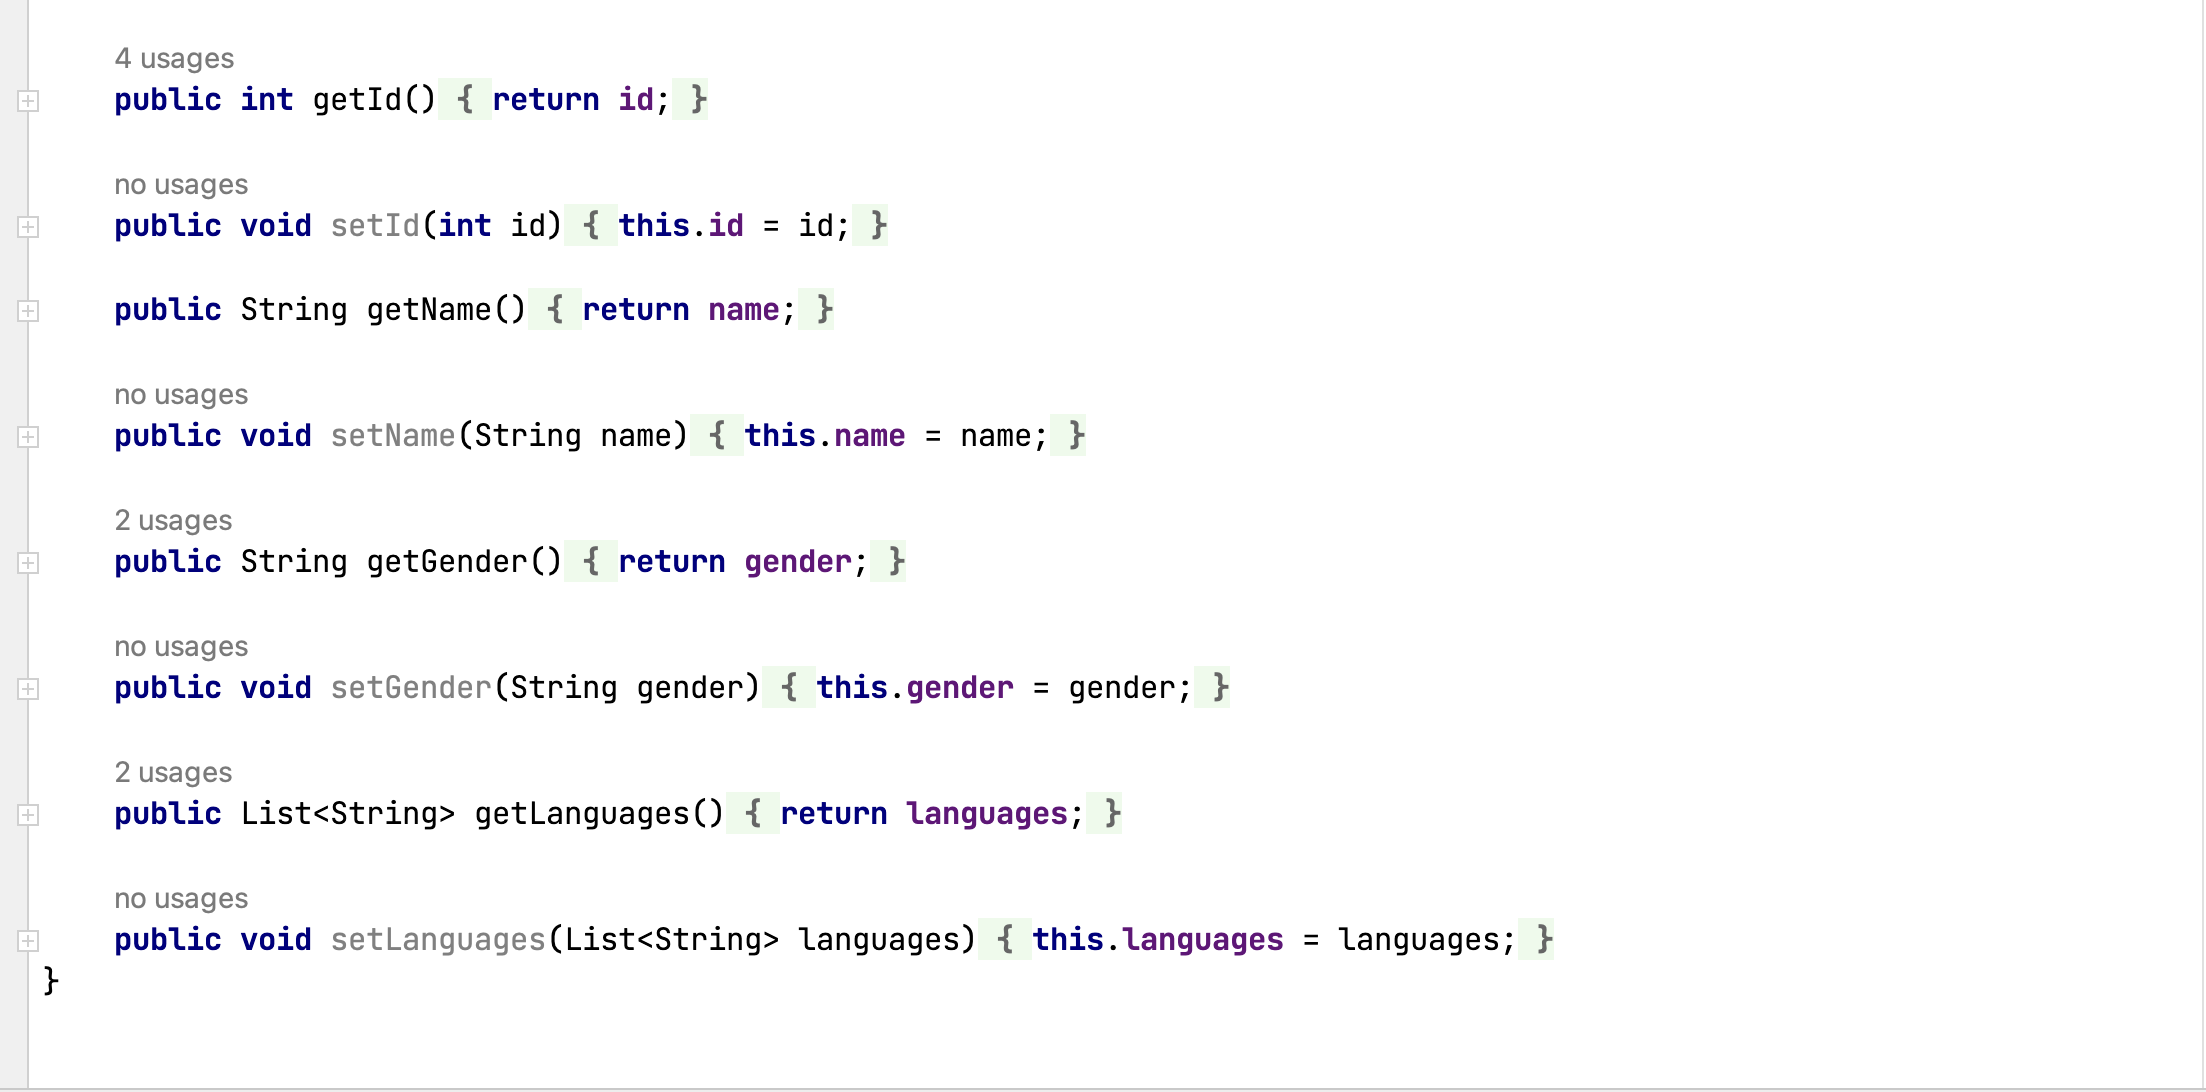 4 usages
public int getId() { return id; }
no usages
public void setId(int id) { this.id = id; }
public String getName() { return name; }
no usages
public void setName(String name) { this.name = name; }
2 usages
public String getGender() { return gender; }
no usages
public void setGender(String gender) { this.gender = gender; }
2 usages
public List<String> getLanguages() { return languages; }
no usages
public void setLanguages(List<String> languages) { this.languages = languages; }
}